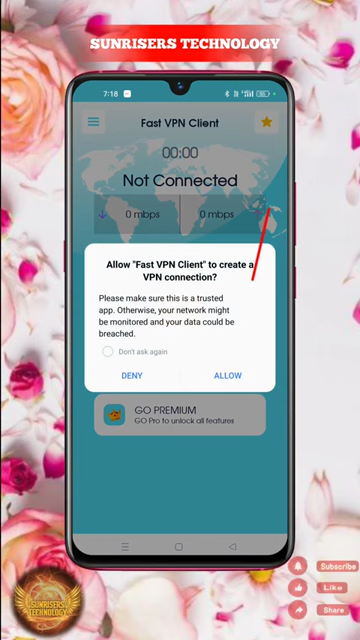 SUNRISERS TECHNOLOGY
7:18
Fast VPN Client
00:00
Not Connected
0 mbps
0 mbps
Allow "Fast VPN Client" to create a
VPN connection?
Please make sure this is a trusted
app. Otherwise, your network might
be monitored and your data could be
breached.
Don't ask again
DENY
ALLOW
GO PREMIUM
GO Pro to unlock all features
Subscribe
Like
Share
SUNRISERS
TECHNOLOGY